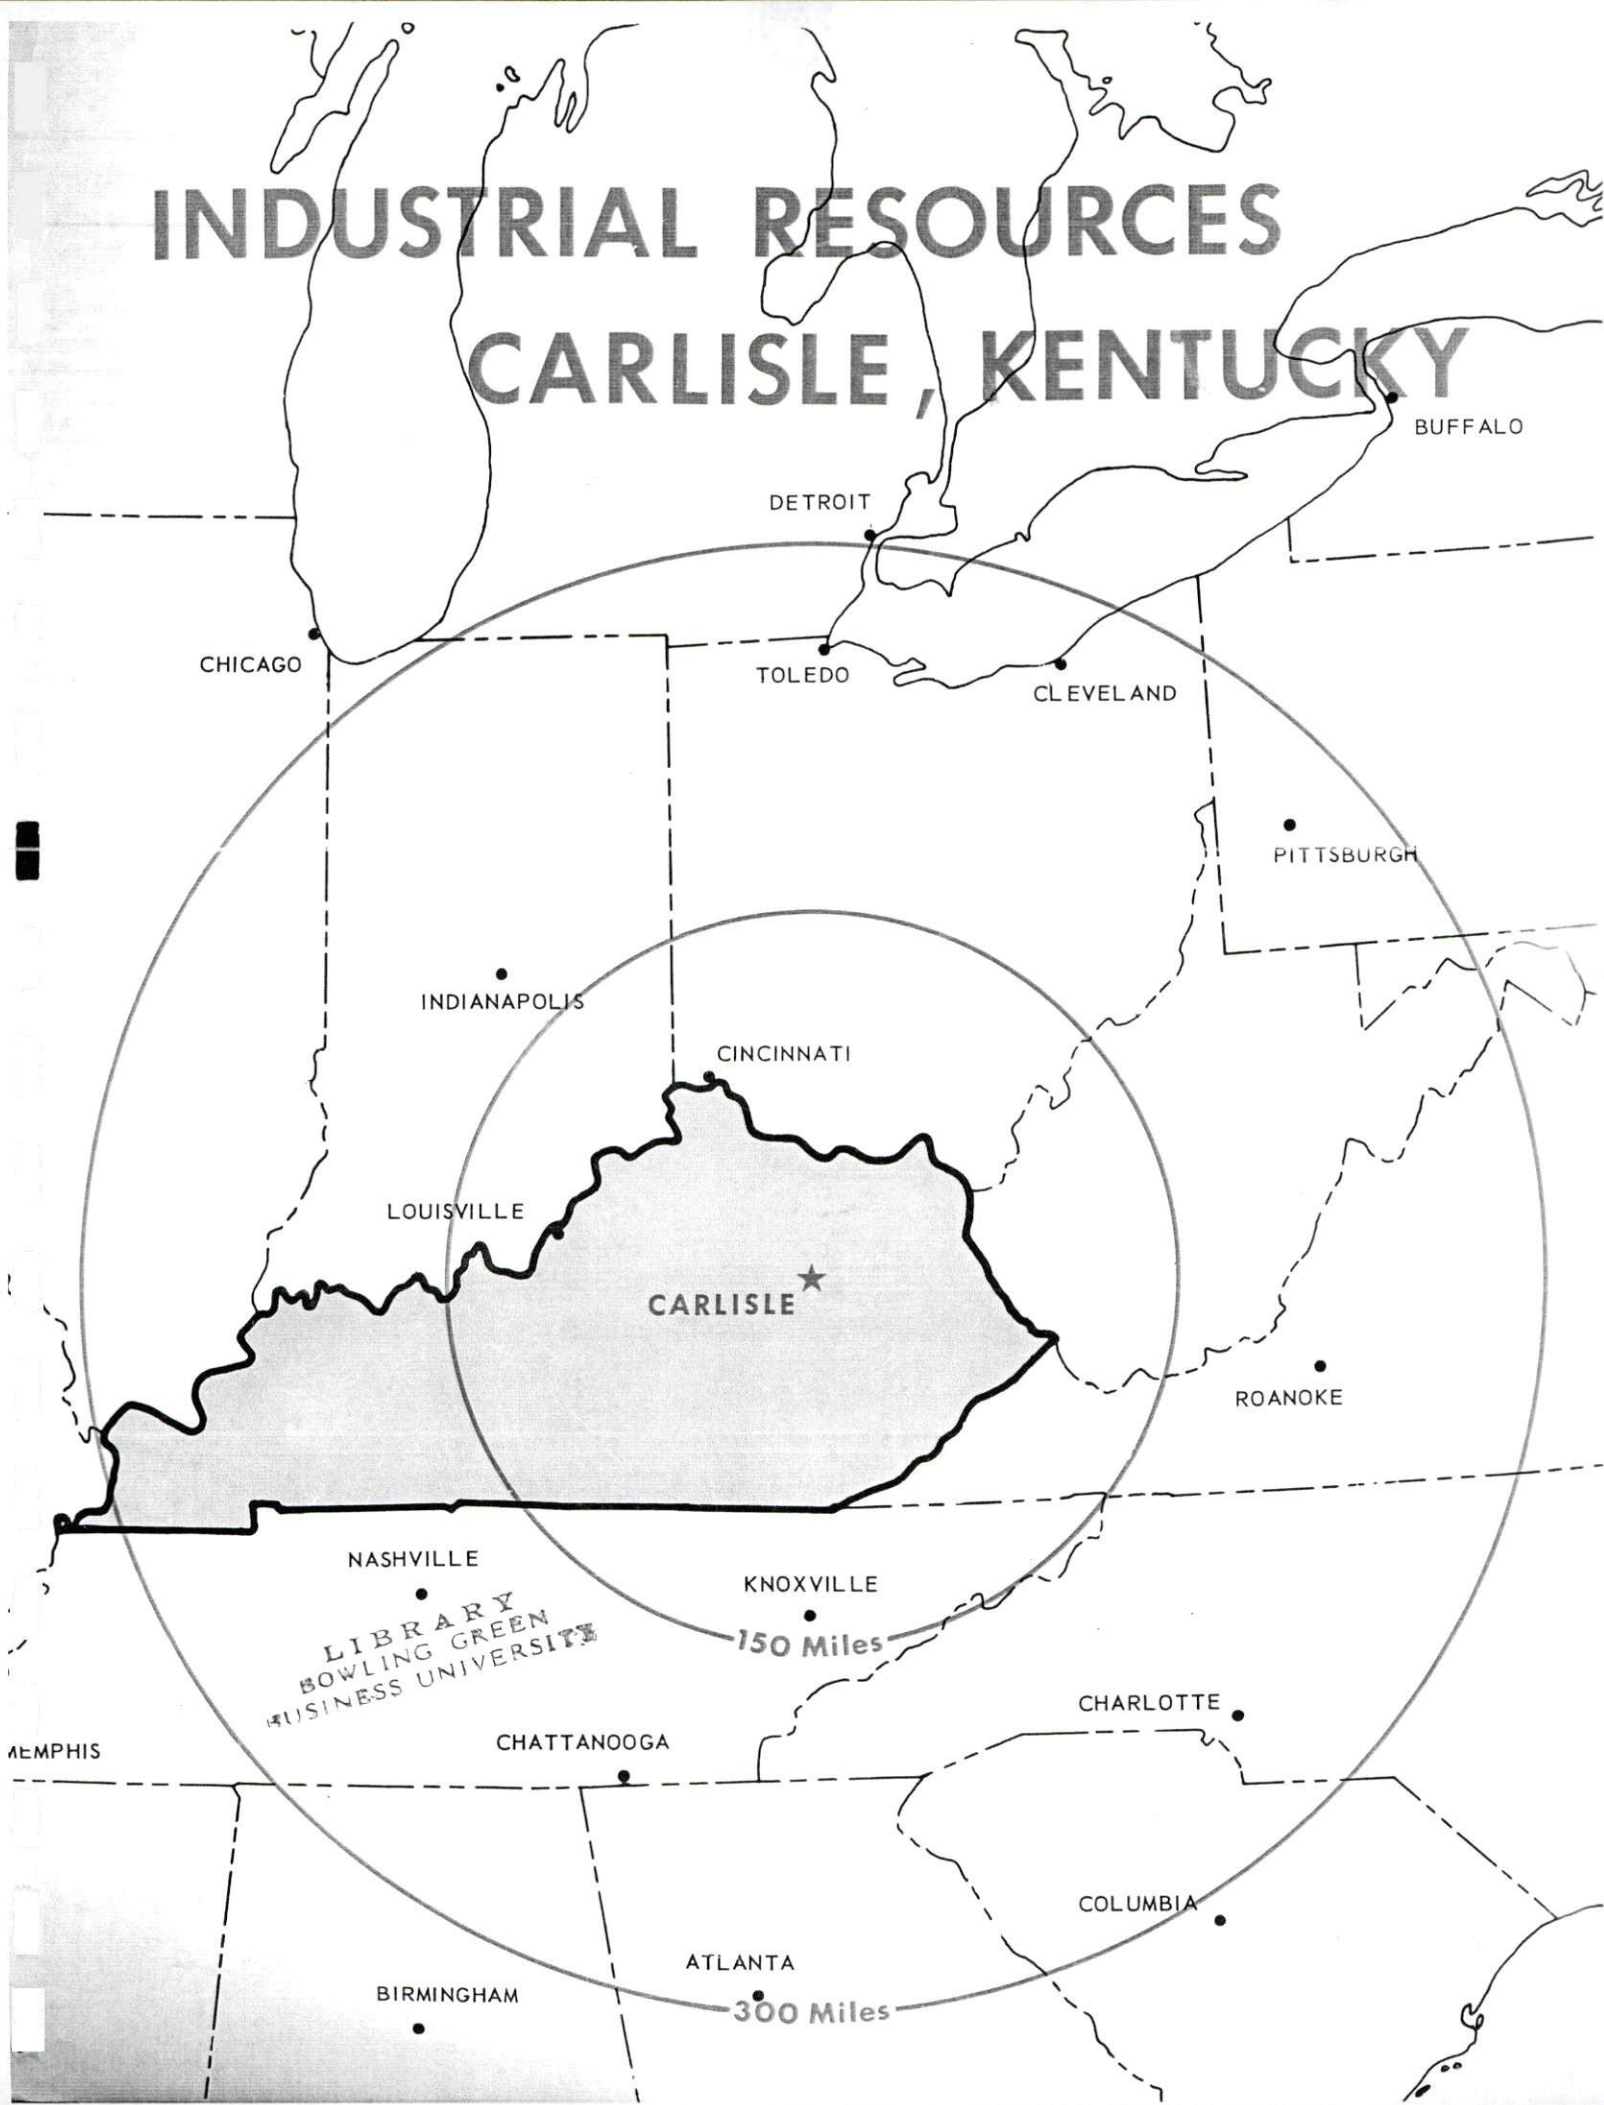 INDUSTRIAL RESOURCES
CARLISLE, KENTUCKY
BUFFALO
DETROIT
CHICAGO
TOLEDO
CLEVELAND
PITTSBURGH
INDIANAPOLIS
CINCINNATI
LOUISVILLE
CARLISLE
ROANOKE
NASHVILLE
KNOXVILLE
LIBRARY
BOWLING GREEN
BUSINESS UNIVERSITY
150 Miles
CHARLOTTE
CHATTANOOGA
MEMPHIS
COLUMBIA
ATLANTA
BIRMINGHAM
300 Miles